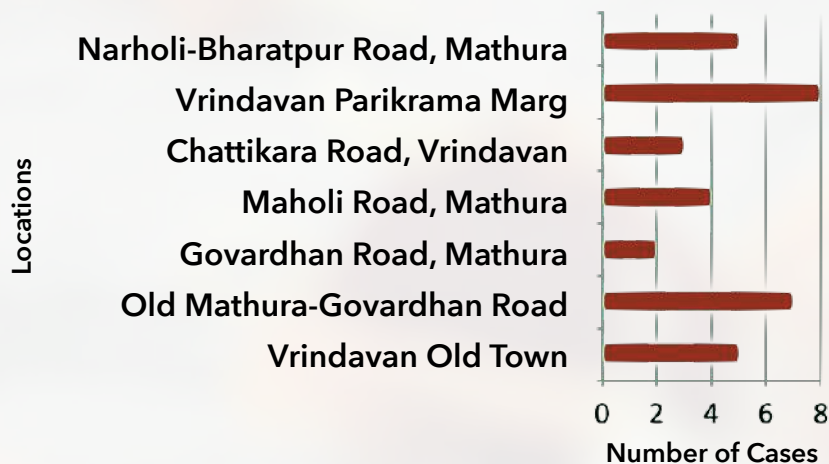 Narholi-Bharatpur Road, Mathura
Vrindavan Parikrama Marg
Chattikara Road, Vrindavan
Maholi Road, Mathura
Govardhan Road, Mathura
Old Mathura-Govardhan Road
Vrindavan Old Town
Locations
0 2 4 6 8
Number of Cases